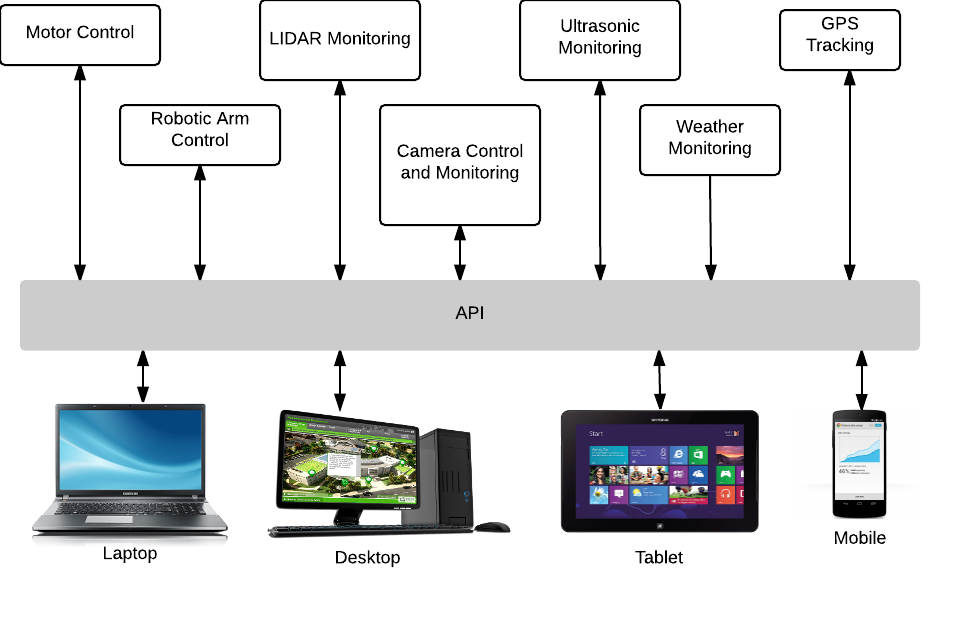 Motor Control
LIDAR Monitoring
Ultrasonic
Monitoring
GPS
Tracking
Robotic Arm
Control
Camera Control
and Monitoring
Weather
Monitoring
API
Start
46%
Laptop
Desktop
Tablet
Mobile